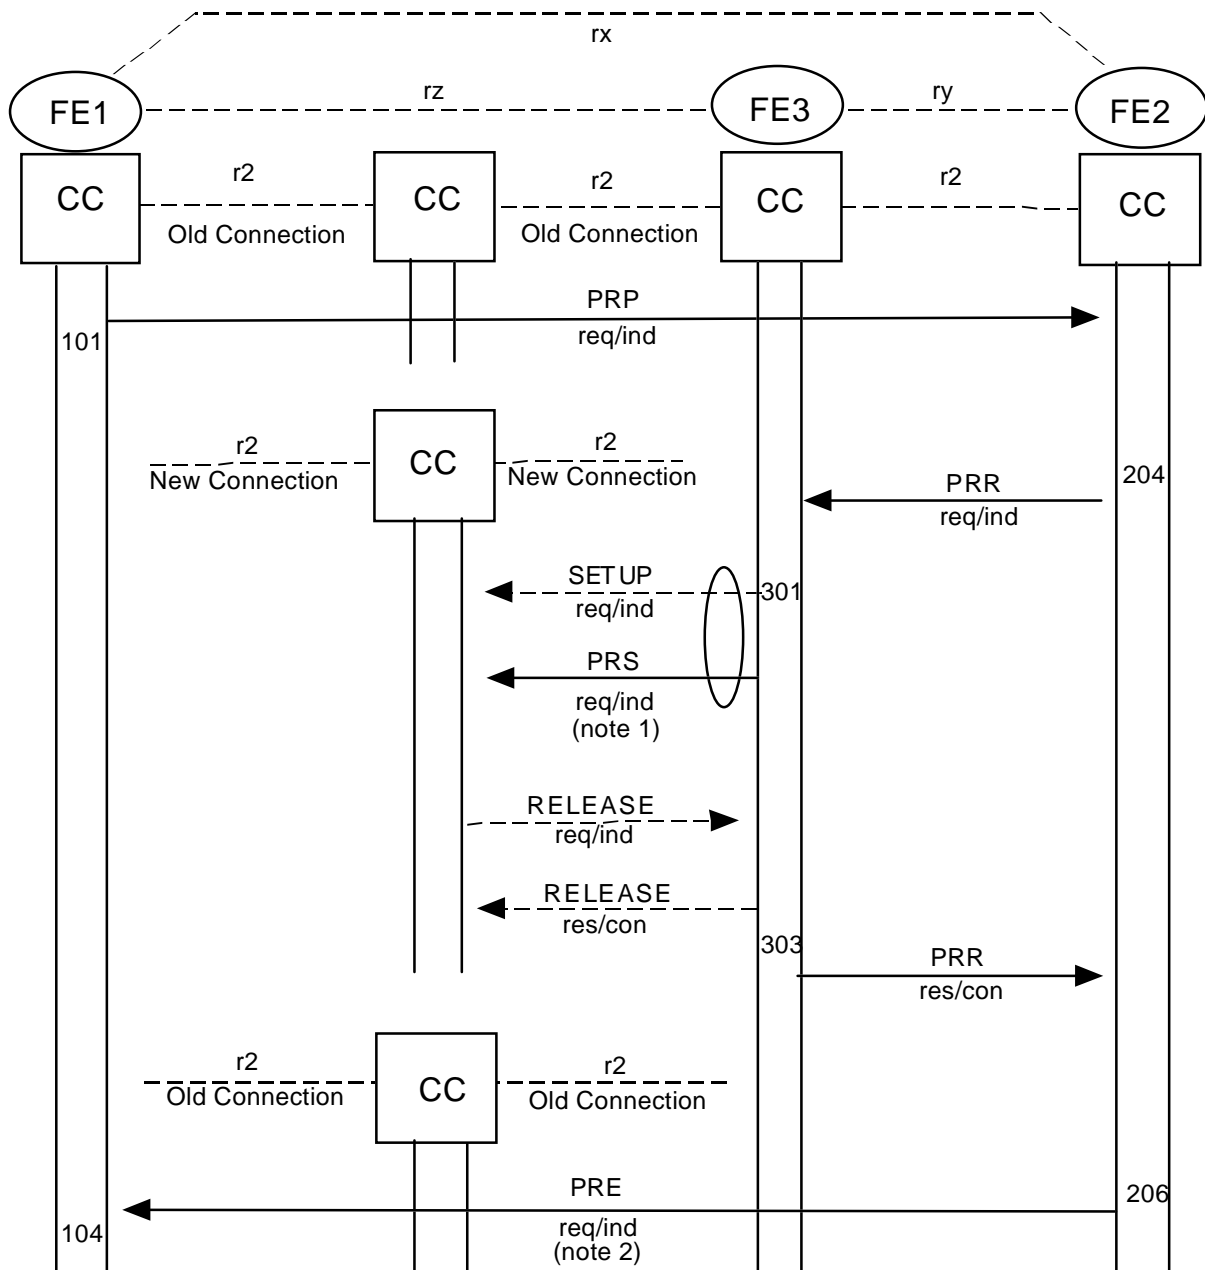 rx
rz
ry
FE1
FE3
FE2
r2
r2
r2
CC
CC
CC
CC
Old Connection
Old Connection
PRP
req/ind
101
r2
r2
CC
New Connection
New Connection
204
PRR
req/ind
SETUP
req/ind
301
PRS
req/ind
(note 1)
RELEASE
req/ind
RELEASE
res/con
303
PRR
res/con
r2
r2
CC
Old Connection
Old Connection
PRE
206
req/ind
(note 2)
104